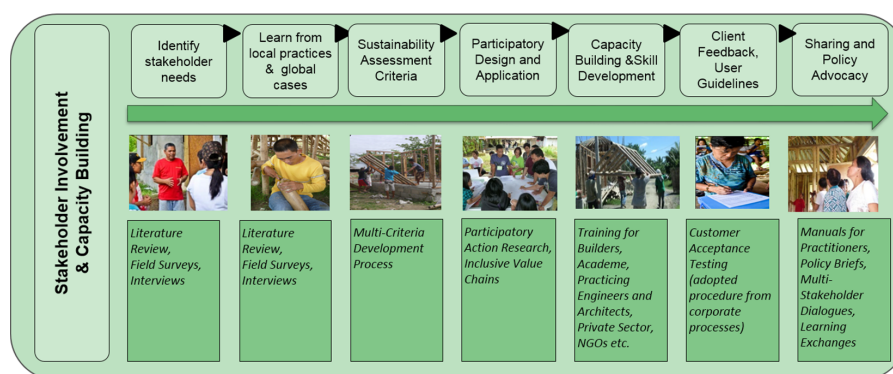 Stakeholder Involvement
& Capacity Building
Identify
stakeholder
needs
Learn from
local practices
& global
cases
Sustainability
Assessment
Criteria
Participatory
Design and
Application
Capacity
Building &Skill
Development
Client
Feedback,
User
Guidelines
Sharing and
Policy
Advocacy
Literature
Review,
Field Surveys,
Interviews
Literature
Review,
Field Surveys,
Interviews
Multi-Criteria
Development
Process
Participatory
Action Research,
Inclusive Value
Chains
Training for
Builders,
Academe,
Practicing
Engineers and
Architects,
Private Sector,
NGOs etc.
Customer
Acceptance
Testing
(adopted
procedure from
corporate
processes)
Manuals for
Practitioners,
Policy Briefs,
Multi-
Stakeholder
Dialogues,
Learning
Exchanges